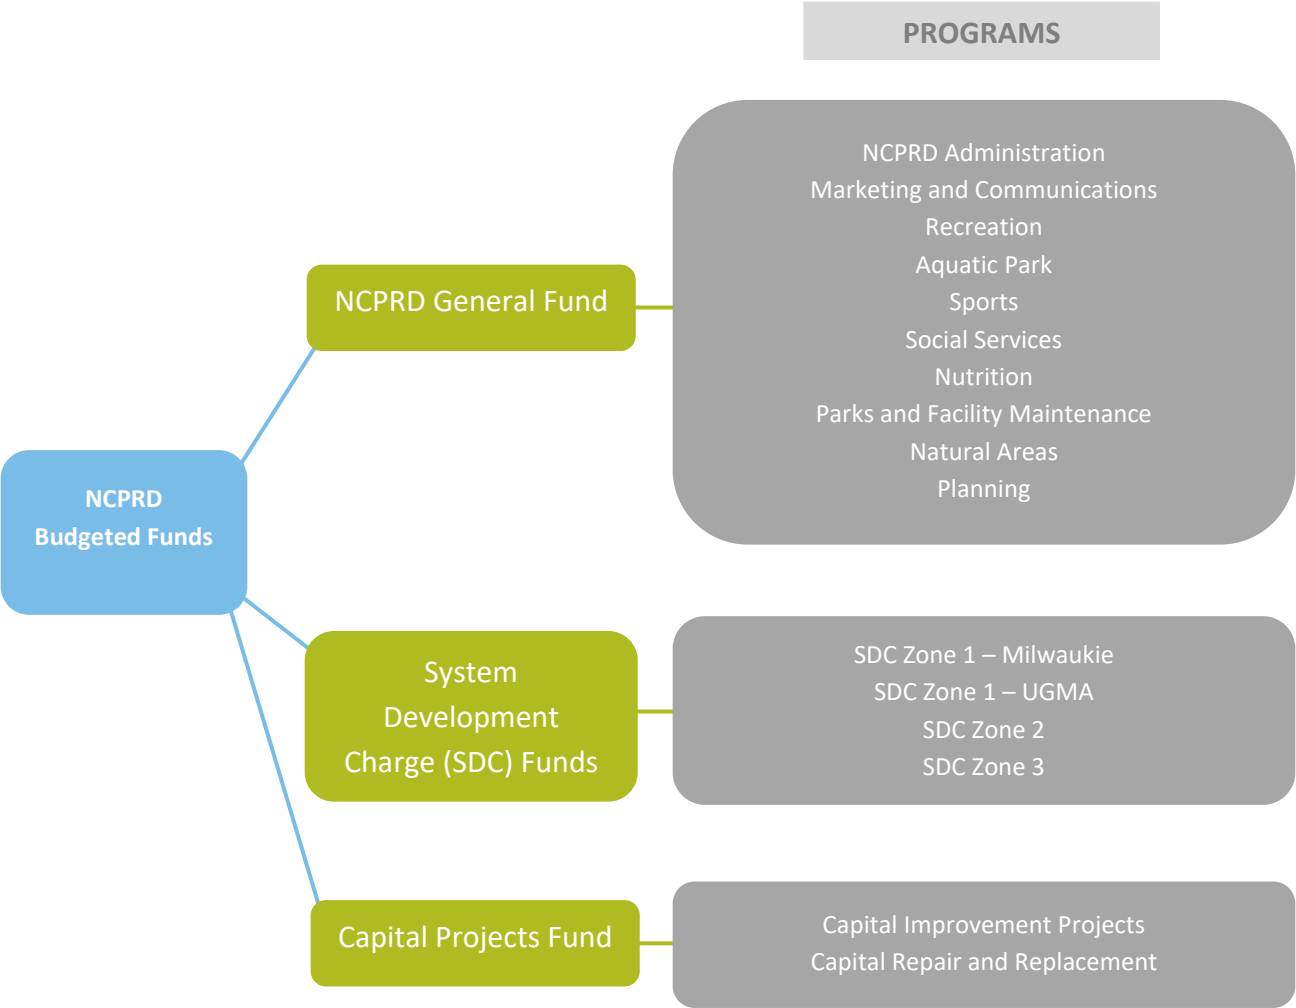 PROGRAMS
NCPRD Administration
Marketing and Communications
Recreation
Aquatic Park
Sports
Social Services
Nutrition
Parks and Facility Maintenance
Natural Areas
Planning
NCPRD General Fund
NCPRD
Budgeted Funds
System
Development
Charge (SDC) Funds
SDC Zone 1 – Milwaukie
SDC Zone 1 – UGMA
SDC Zone 2
SDC Zone 3
Capital Projects Fund
Capital Improvement Projects
Capital Repair and Replacement